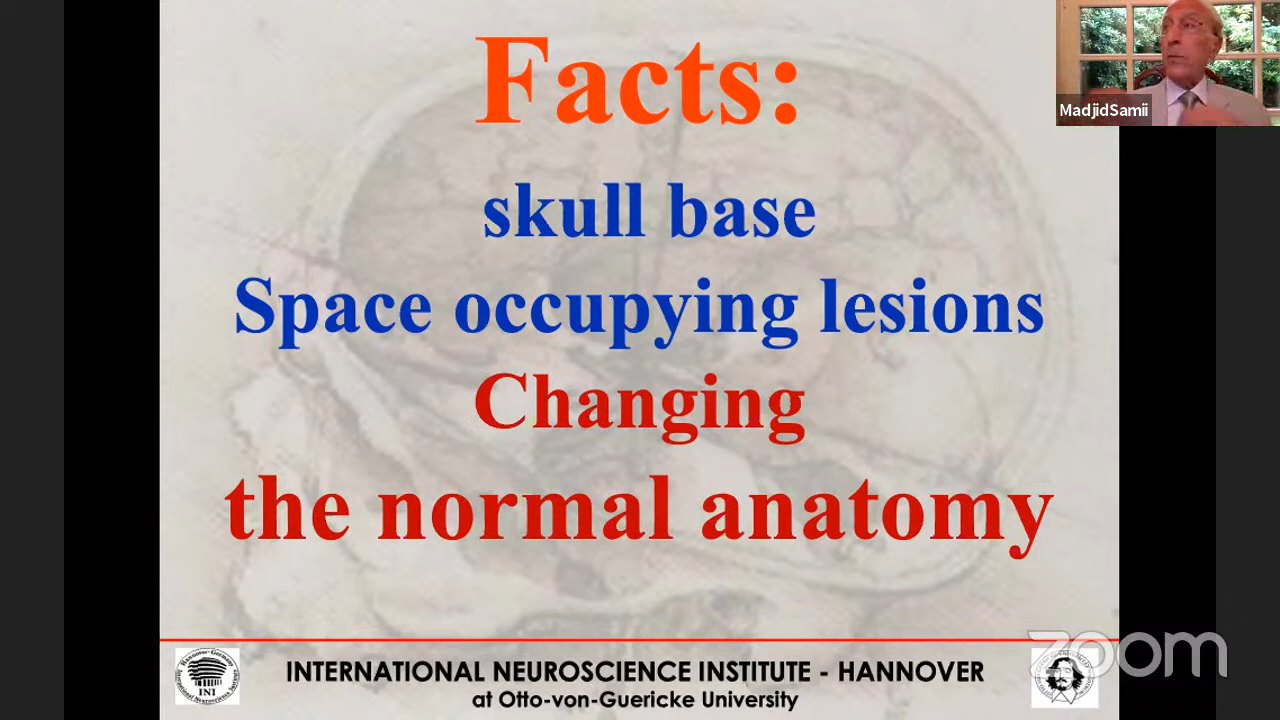 Facts:
skull base
Space occupying lesions
Changing
the normal anatomy
MadjidSamii
INTERNATIONAL NEUROSCIENCE INSTITUTE - HANNOVER
at Otto-von-Guericke University
INI
zoom